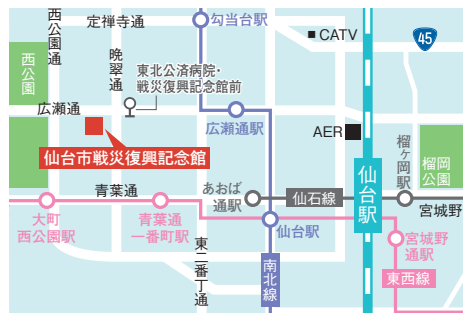 西公園通
定禅寺通
勾当台駅
CATV
45
西公園
晩翠通
東北公済病院・
戦災復興記念館前
広瀬通
広瀬通駅
AER
榴ヶ岡駅
榴岡
公園
仙台市戦災復興記念館
仙台駅
青葉通
あおば
通駅
仙石線
宮城野
大町
西公園駅
青葉通
一番町駅
仙台駅
宮城野
通駅
東二番丁通
南北線
東西線